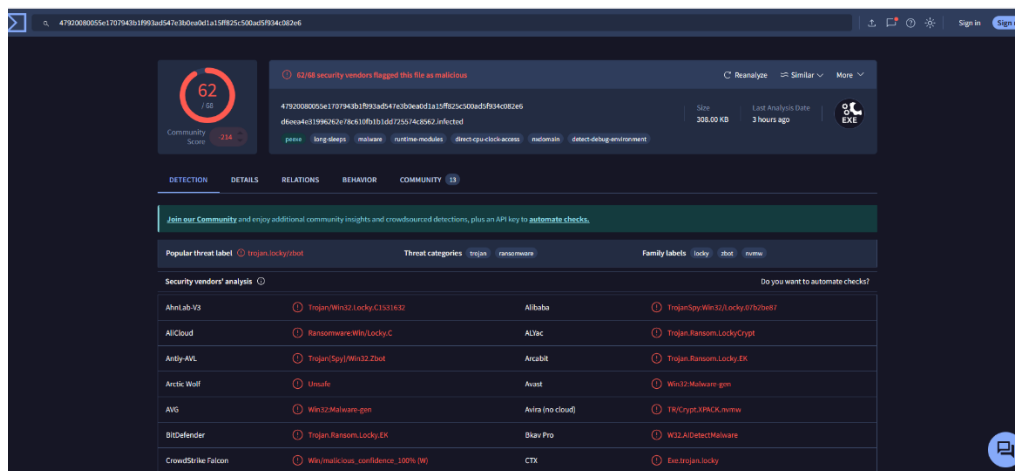 47920080055e1707943b1f993ad547e3b0ea0d1a15ff825c500ad5f934c082e6
Sign in
Sign
62
/ 68
Community
Score
-214
62/68 security vendors flagged this file as malicious
Reanalyze
Similar
More
47920080055e1707943b1f993ad547e3b0ea0d1a15ff825c500ad5f934c082e6
d6eea4e31996262e78c610fb1b1dd725574c8562.infected
Size
308.00 KB
Last Analysis Date
3 hours ago
EXE
peexe long-sleeps malware runtime-modules direct-cpu-clock-access nxdomain detect-debug-environment
DETECTION DETAILS RELATIONS BEHAVIOR COMMUNITY 13
Join our Community and enjoy additional community insights and crowdsourced detections, plus an API key to automate checks.
Popular threat label trojan.locky/zbot Threat categories trojan ransomware Family labels locky zbot nvmw
Security vendors' analysis Do you want to automate checks?
AhnLab-V3 Trojan/Win32.Locky.C1531632 Alibaba TrojanSpy:Win32/Locky.07b2be87
AliCloud Ransomware:Win/Locky.C ALYac Trojan.Ransom.LockyCrypt
Antiy-AVL Trojan[Spy]/Win32.Zbot Arcabit Trojan.Ransom.Locky.EK
Arctic Wolf Unsafe Avast Win32:Malware-gen
AVG Win32:Malware-gen Avira (no cloud) TR/Crypt.XPACK.nvmw
BitDefender Trojan.Ransom.Locky.EK Bkav Pro W32.AIDetectMalware
CrowdStrike Falcon Win/malicious_confidence_100% (W) CTX Exe.trojan.locky